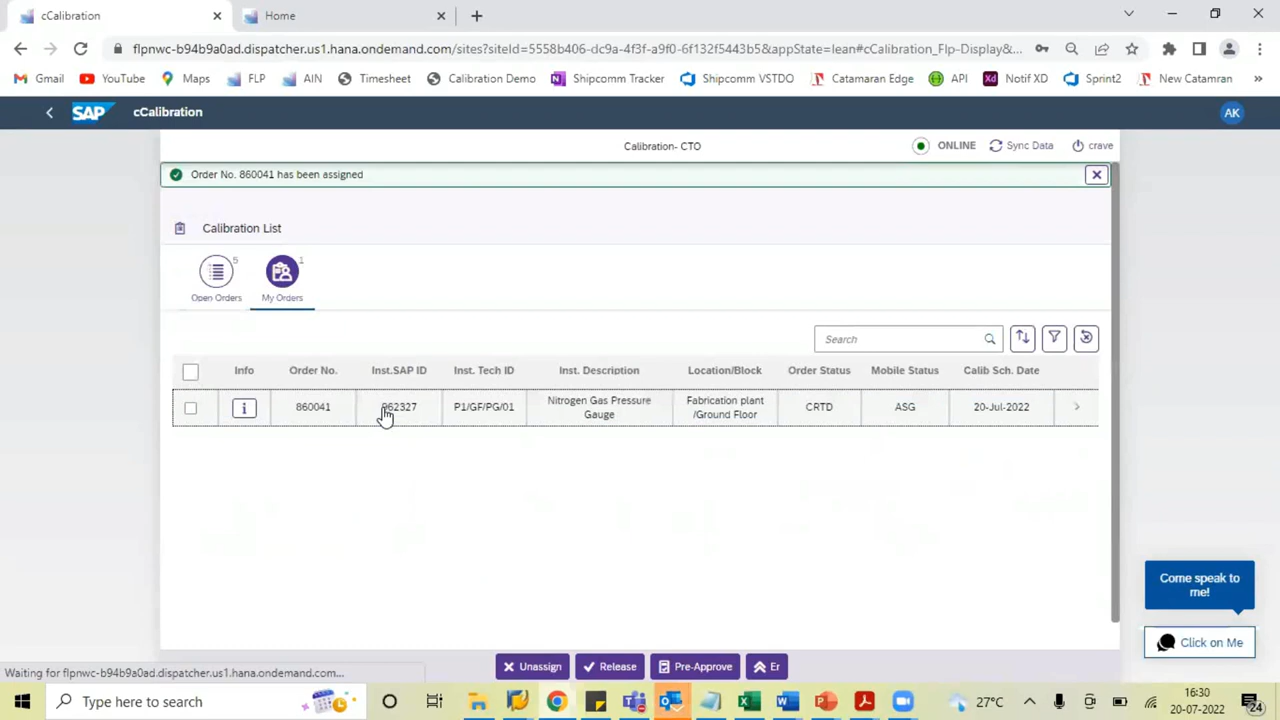 cCalibration
Home
flpnwc-b94b9a0ad.dispatcher.us1.hana.ondemand.com/sites?siteId=5558b406-dc9a-4f3f-a9f0-6f132f5443b5&appState=lean#cCalibration_Flp-Display&...
Gmail YouTube Maps FLP AIN Timesheet Calibration Demo Shipcomm Tracker Shipcomm VSTDO Catamaran Edge API Notif XD Sprint2 New Catamran »
SAP cCalibration AK
Calibration- CTO ONLINE Sync Data crave
Order No. 860041 has been assigned
Calibration List
5 1
Open Orders My Orders
Search
Info Order No. Inst.SAP ID Inst. Tech ID Inst. Description Location/Block Order Status Mobile Status Calib Sch. Date
860041 P1/GF/PG/01 Nitrogen Gas Pressure Gauge Fabrication plant /Ground Floor CRTD ASG 20-Jul-2022
Come speak to
me!
Click on Me
Unassign Release Pre-Approve Er
Waiting for flpnwc-b94b9a0ad.dispatcher.us1.hana.ondemand.com...
Type here to search
27°C
16:30
20-07-2022
24